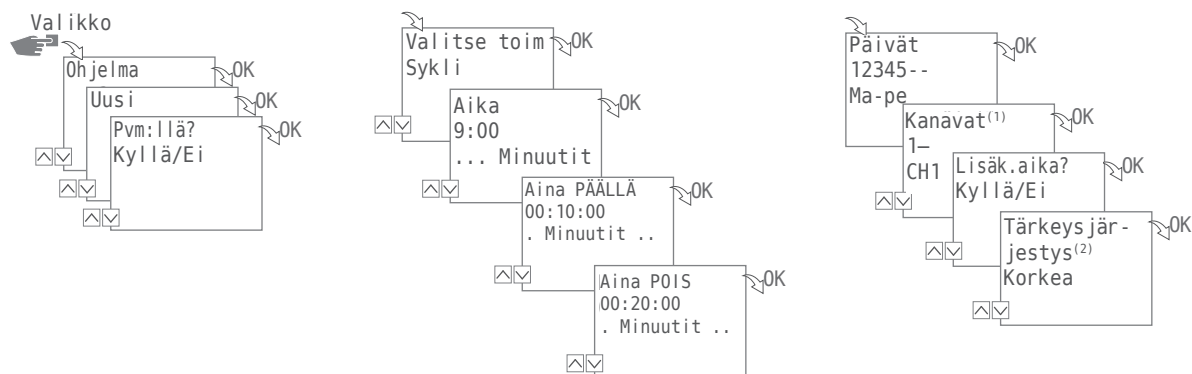 Valikko
Ohjelma
OK
Uusi
OK
Pvm:llä?
OK
Kyllä/Ei
Valitse toim
OK
Sykli
Aika
OK
9:00
... Minuutit
Aina PÄÄLLÄ
OK
00:10:00
. Minuutit ..
Aina POIS
OK
00:20:00
. Minuutit ..
Päivät
OK
12345--
Ma-pe
Kanavat(1)
OK
1–
CH1
Lisäk.aika?
OK
Kyllä/Ei
Tärkeysjär-
OK
jestys(2)
Korkea